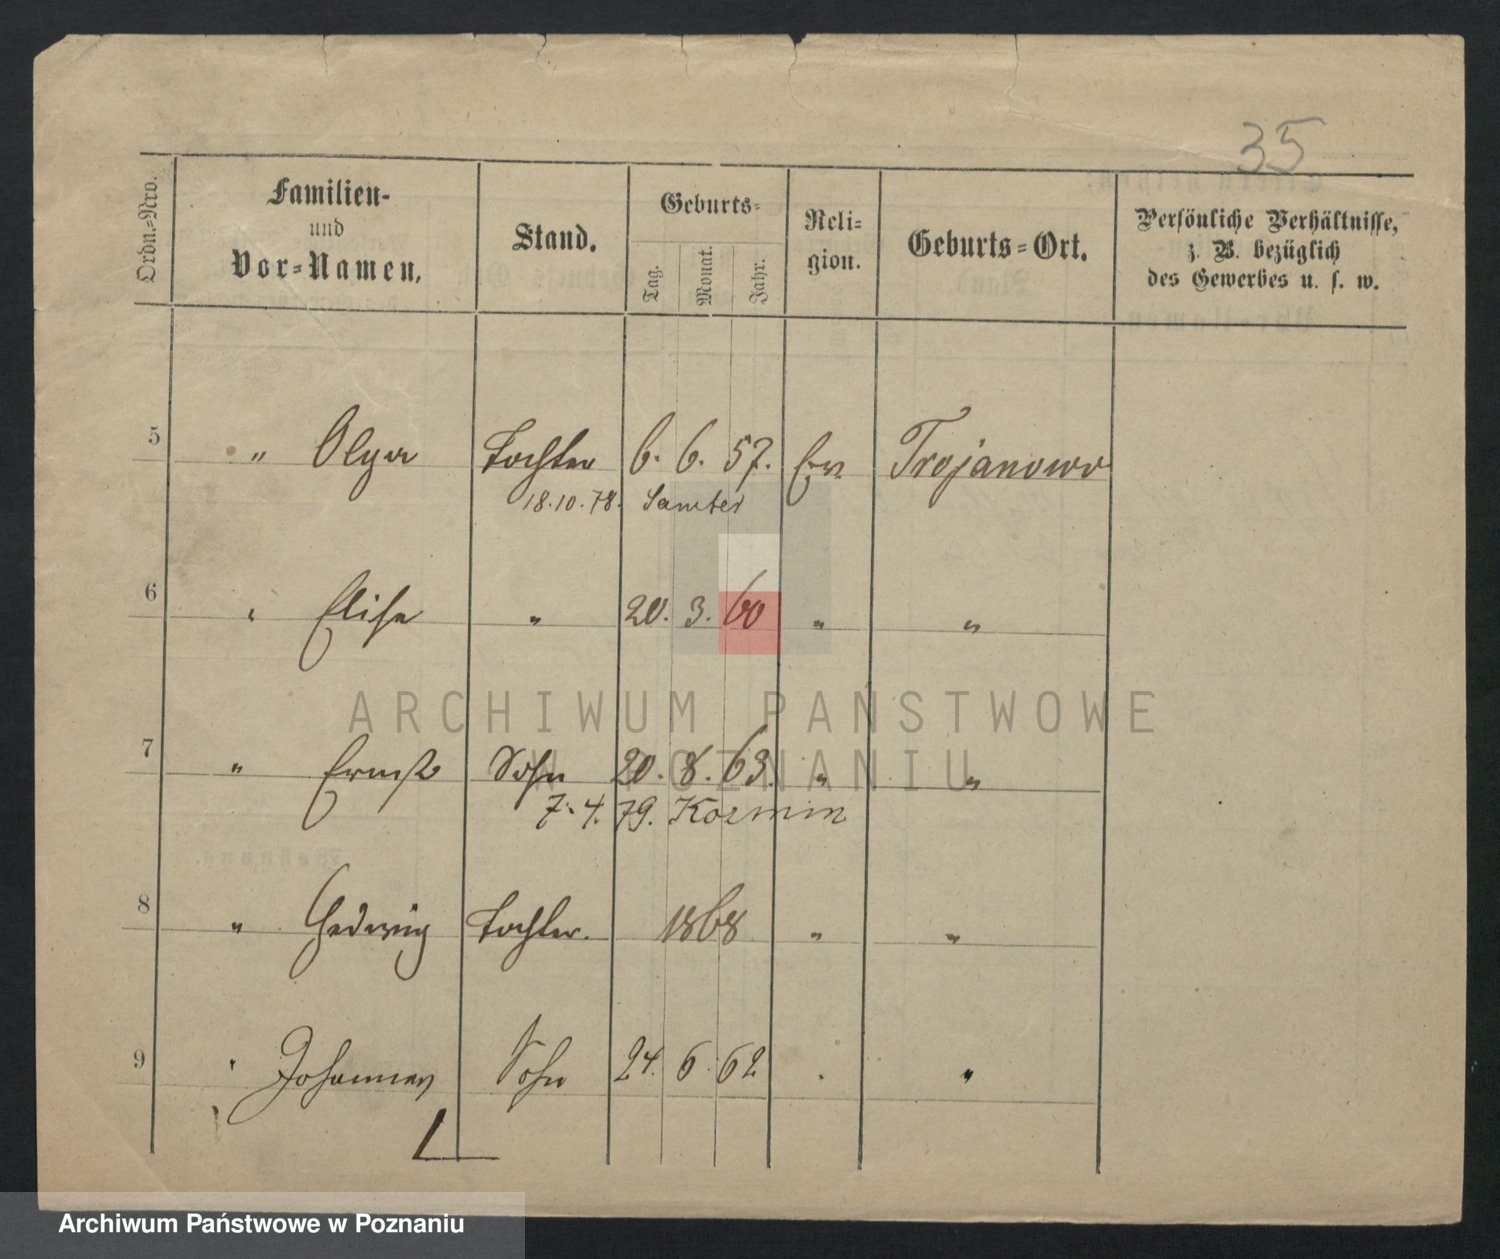 35
Ordn.-Nro.
Familien-
und
Vor-Namen.
Stand.
Geburts-
Tag. Monat. Jahr.
Reli-
gion.
Geburts-Ort.
Persönliche Verhältnisse,
z. B. bezüglich
des Gewerbes u. s. w.
5 " Olga Tochter 6. 6. 57. Ev Trojanowo
18.10.78. Samter
6 " Elise " 20. 3. 60 " "
ARCHIWUM PAŃSTWOWE
W POZNANIU
7 " Ernst Sohn 20. 8. 63. " "
7. 4. 79. Kozmin
8 " Hedwig Tochter. 1868 " "
9 " Johannes Sohn 24. 6. 62 . "
Archiwum Państwowe w Poznaniu